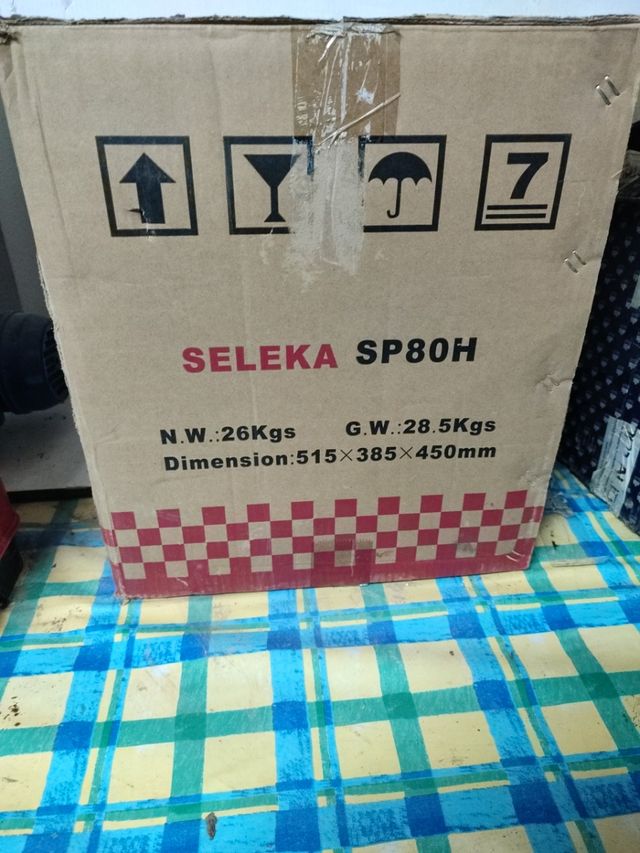 7
SELEKA SP80H
N.W.:26Kgs G.W.:28.5Kgs
Dimension:515×385×450mm